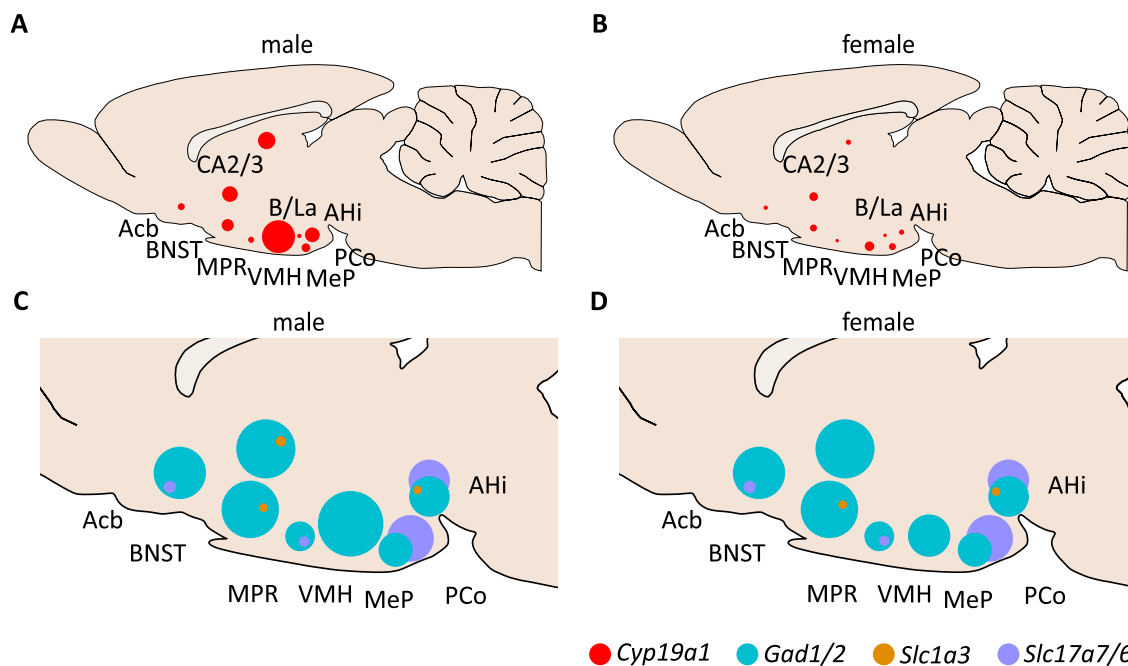 A
male
CA2/3
B/La
AHi
Acb
BNST
MPR
VMH
MeP
PCo
B
female
CA2/3
B/La
AHi
Acb
BNST
MPR
VMH
MeP
PCo
C
male
AHi
Acb
BNST
MPR
VMH
MeP
PCo
D
female
AHi
Acb
BNST
MPR
VMH
MeP
PCo
Cyp19a1
Gad1/2
Slc1a3
Slc17a7/6